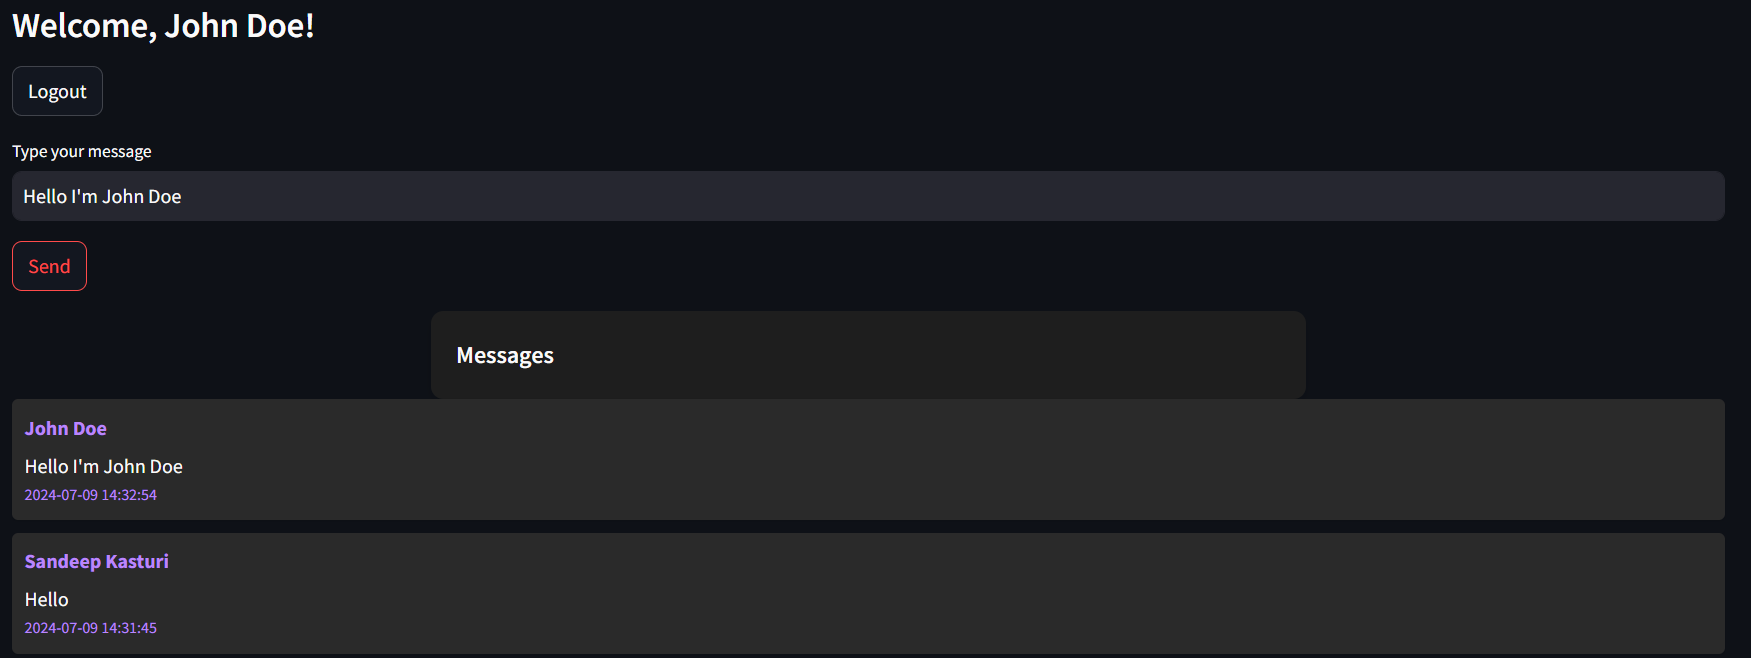 Welcome, John Doe!
Logout
Type your message
Hello I'm John Doe
Send
Messages
John Doe
Hello I'm John Doe
2024-07-09 14:32:54
Sandeep Kasturi
Hello
2024-07-09 14:31:45